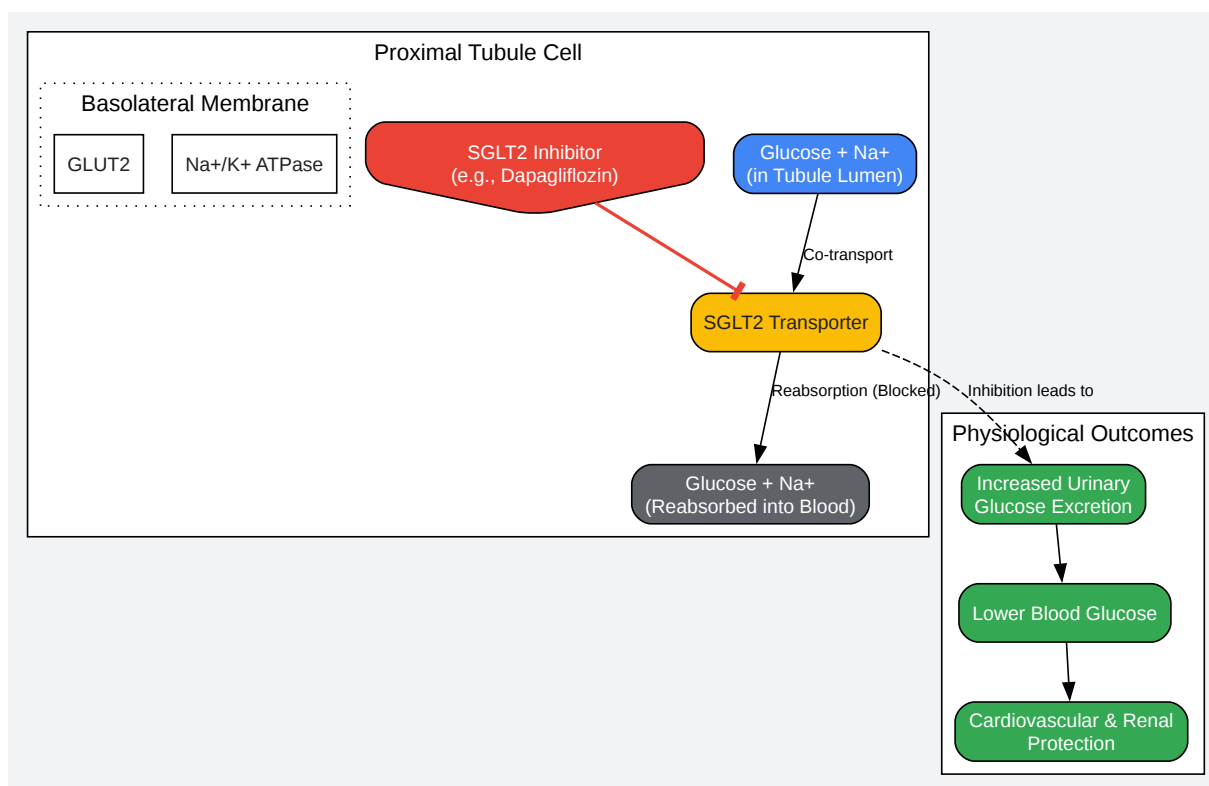 Proximal Tubule Cell
Basolateral Membrane
GLUT2
Na+/K+ ATPase
SGLT2 Inhibitor
(e.g., Dapagliflozin)
Glucose + Na+
(in Tubule Lumen)
Co-transport
SGLT2 Transporter
Reabsorption (Blocked)
Inhibition leads to
Glucose + Na+
(Reabsorbed into Blood)
Physiological Outcomes
Increased Urinary
Glucose Excretion
Lower Blood Glucose
Cardiovascular & Renal
Protection